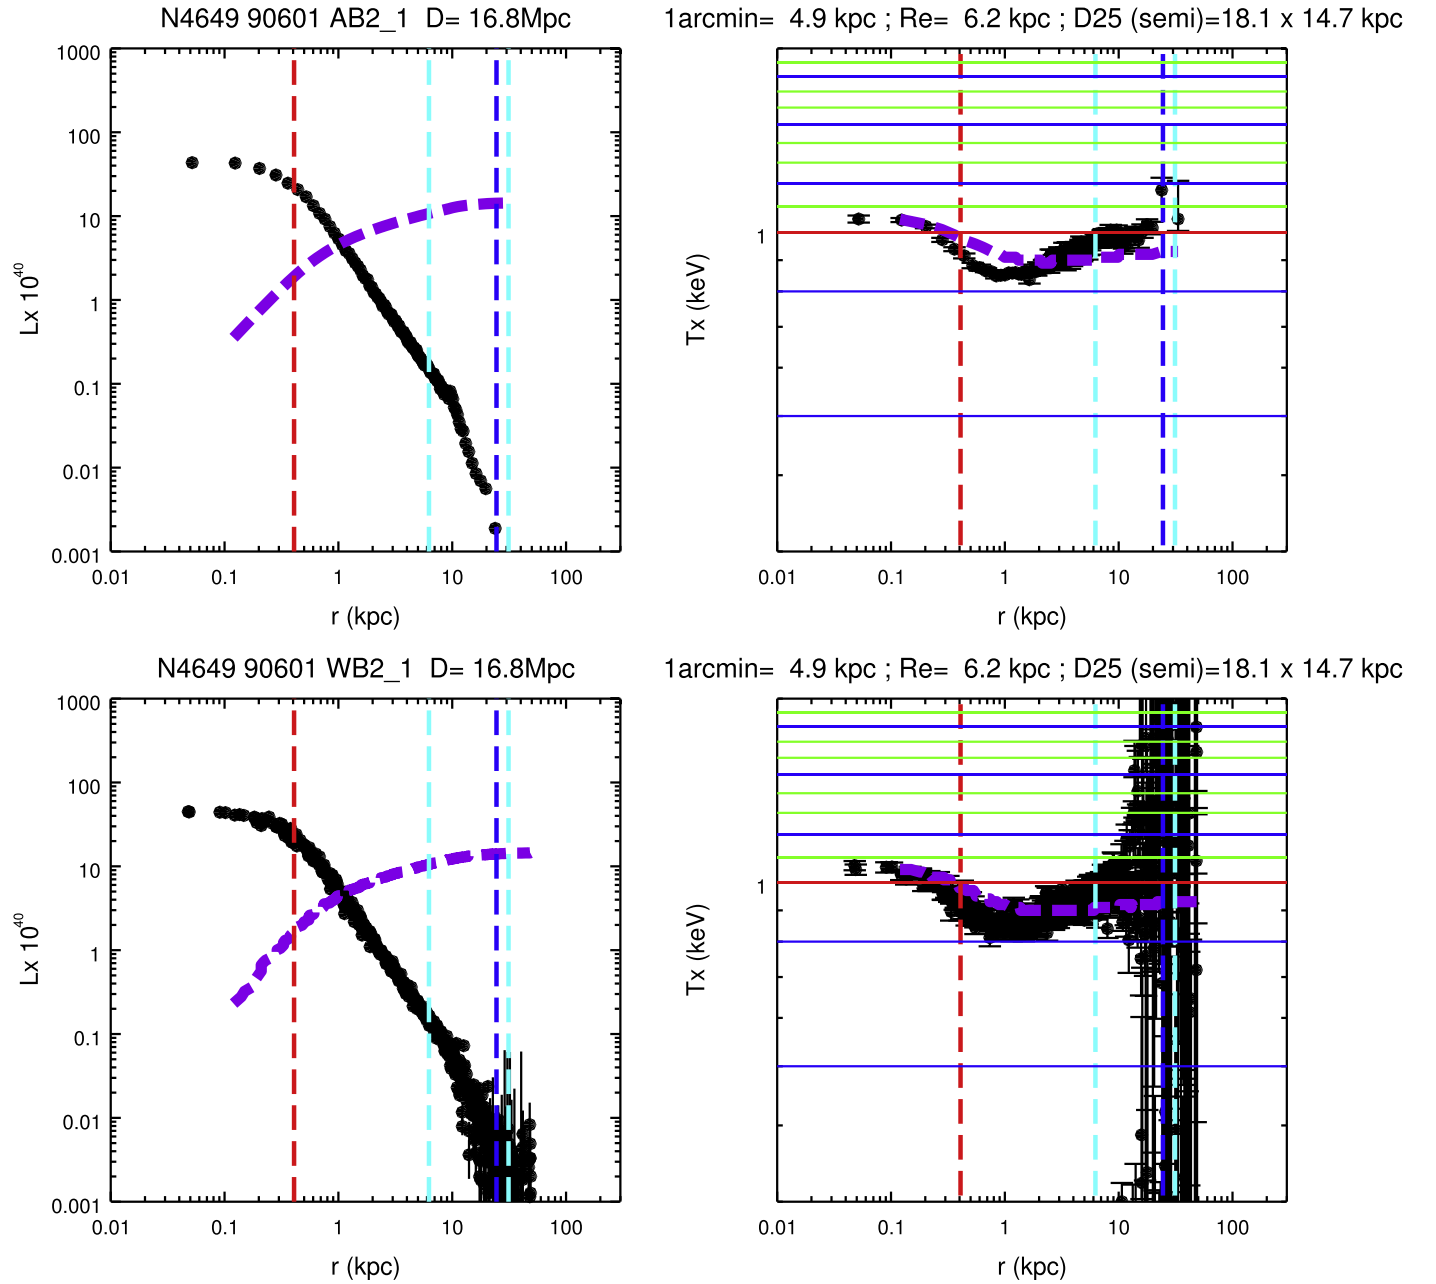 N4649 90601 AB2_1  D= 16.8Mpc
1000
100
10
1
0.1
0.01
0.001
Lx 10^40
0.01 0.1 1 10 100
r (kpc)
1arcmin=  4.9 kpc ; Re=  6.2 kpc ; D25 (semi)=18.1 x 14.7 kpc
1
Tx (keV)
0.01 0.1 1 10 100
r (kpc)
N4649 90601 WB2_1  D= 16.8Mpc
1000
100
10
1
0.1
0.01
0.001
Lx 10^40
0.01 0.1 1 10 100
r (kpc)
1arcmin=  4.9 kpc ; Re=  6.2 kpc ; D25 (semi)=18.1 x 14.7 kpc
1
Tx (keV)
0.01 0.1 1 10 100
r (kpc)